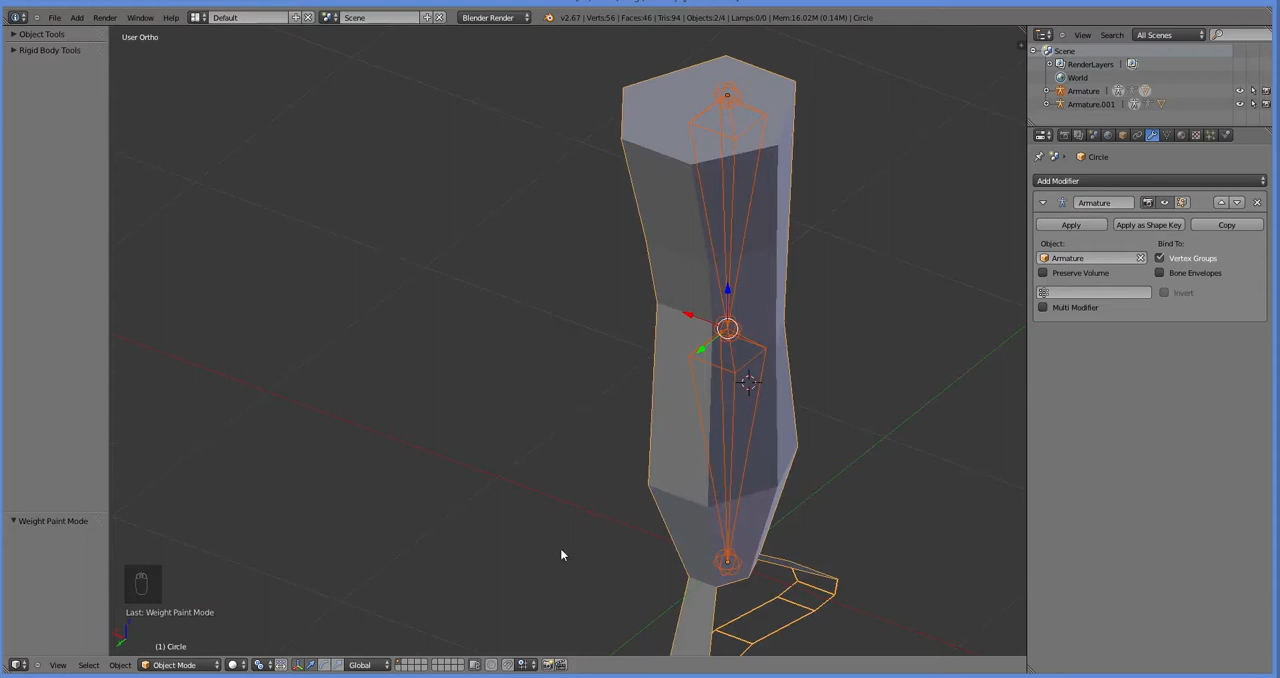 File Add Render Window Help Default Scene Blender Render v2.67 | Verts:56 | Faces:46 | Tris:94 | Objects:2/4 | Lamps:0/0 | Mem:16.02M (0.14M) | Circle
View Search All Scenes
Object Tools
Rigid Body Tools
User Ortho
Scene
RenderLayers
World
Armature
Armature.001
Circle
Add Modifier
Armature
Apply Apply as Shape Key Copy
Object: Bind To:
Armature Vertex Groups
Preserve Volume Bone Envelopes
Invert
Multi Modifier
Weight Paint Mode
Last: Weight Paint Mode
(1) Circle
View Select Object Object Mode Global